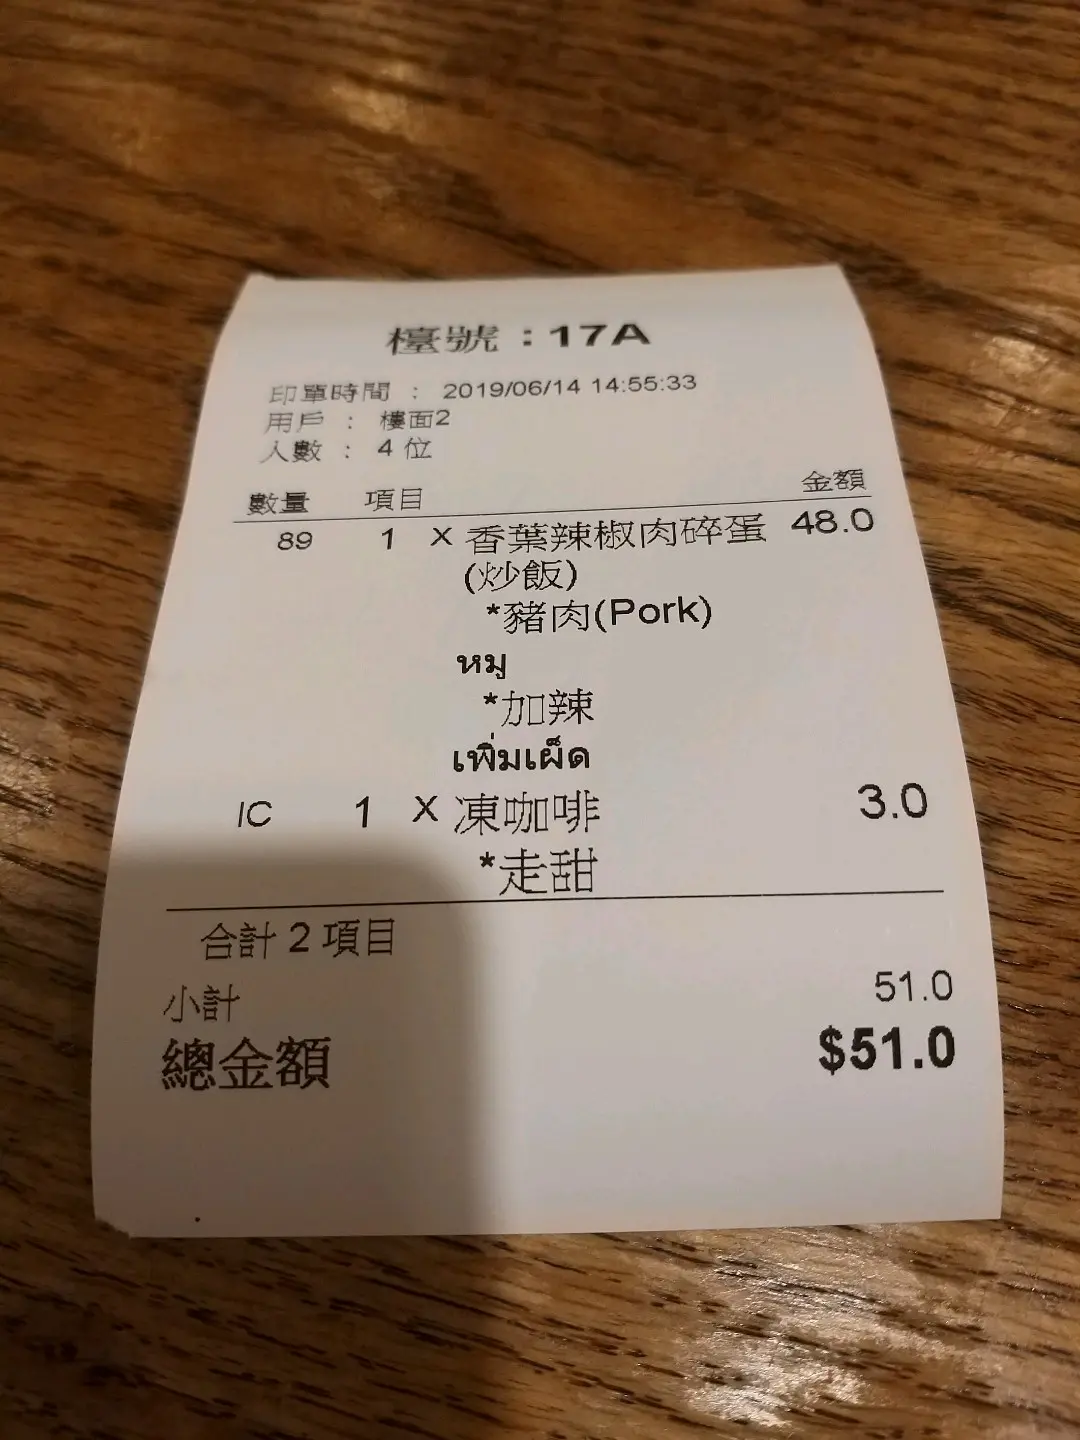 檯號：17A
印單時間 ： 2019/06/14 14:55:33
用戶 ： 樓面2
人數 ： 4 位
數量 項目 金額
89 1 X 香葉辣椒肉碎蛋 48.0
(炒飯)
*豬肉(Pork)
หมู
*加辣
เพิ่มเผ็ด
IC 1 X 凍咖啡 3.0
*走甜
合計 2 項目
小計 51.0
總金額 $51.0